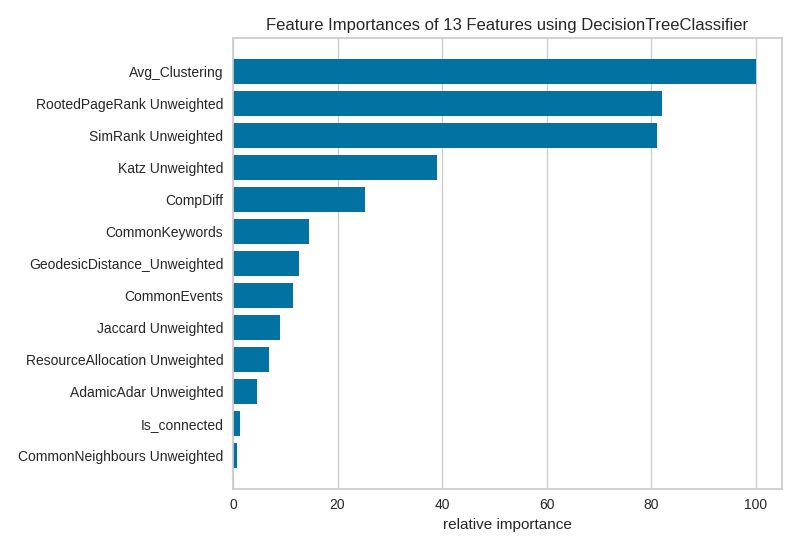 Feature Importances of 13 Features using DecisionTreeClassifier
Avg_Clustering
RootedPageRank Unweighted
SimRank Unweighted
Katz Unweighted
CompDiff
CommonKeywords
GeodesicDistance_Unweighted
CommonEvents
Jaccard Unweighted
ResourceAllocation Unweighted
AdamicAdar Unweighted
Is_connected
CommonNeighbours Unweighted
0 20 40 60 80 100
relative importance